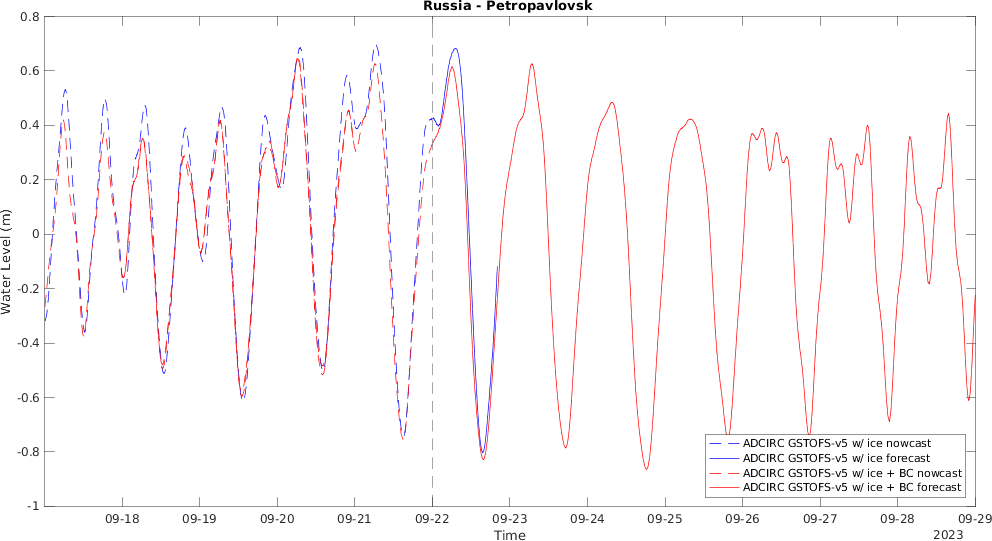 Russia - Petropavlovsk
0.8
0.6
0.4
0.2
0
-0.2
-0.4
-0.6
-0.8
-1
Water Level (m)
ADCIRC GSTOFS-v5 w/ ice nowcast
ADCIRC GSTOFS-v5 w/ ice forecast
ADCIRC GSTOFS-v5 w/ ice + BC nowcast
ADCIRC GSTOFS-v5 w/ ice + BC forecast
09-18 09-19 09-20 09-21 09-22 09-23 09-24 09-25 09-26 09-27 09-28 09-29
Time
2023